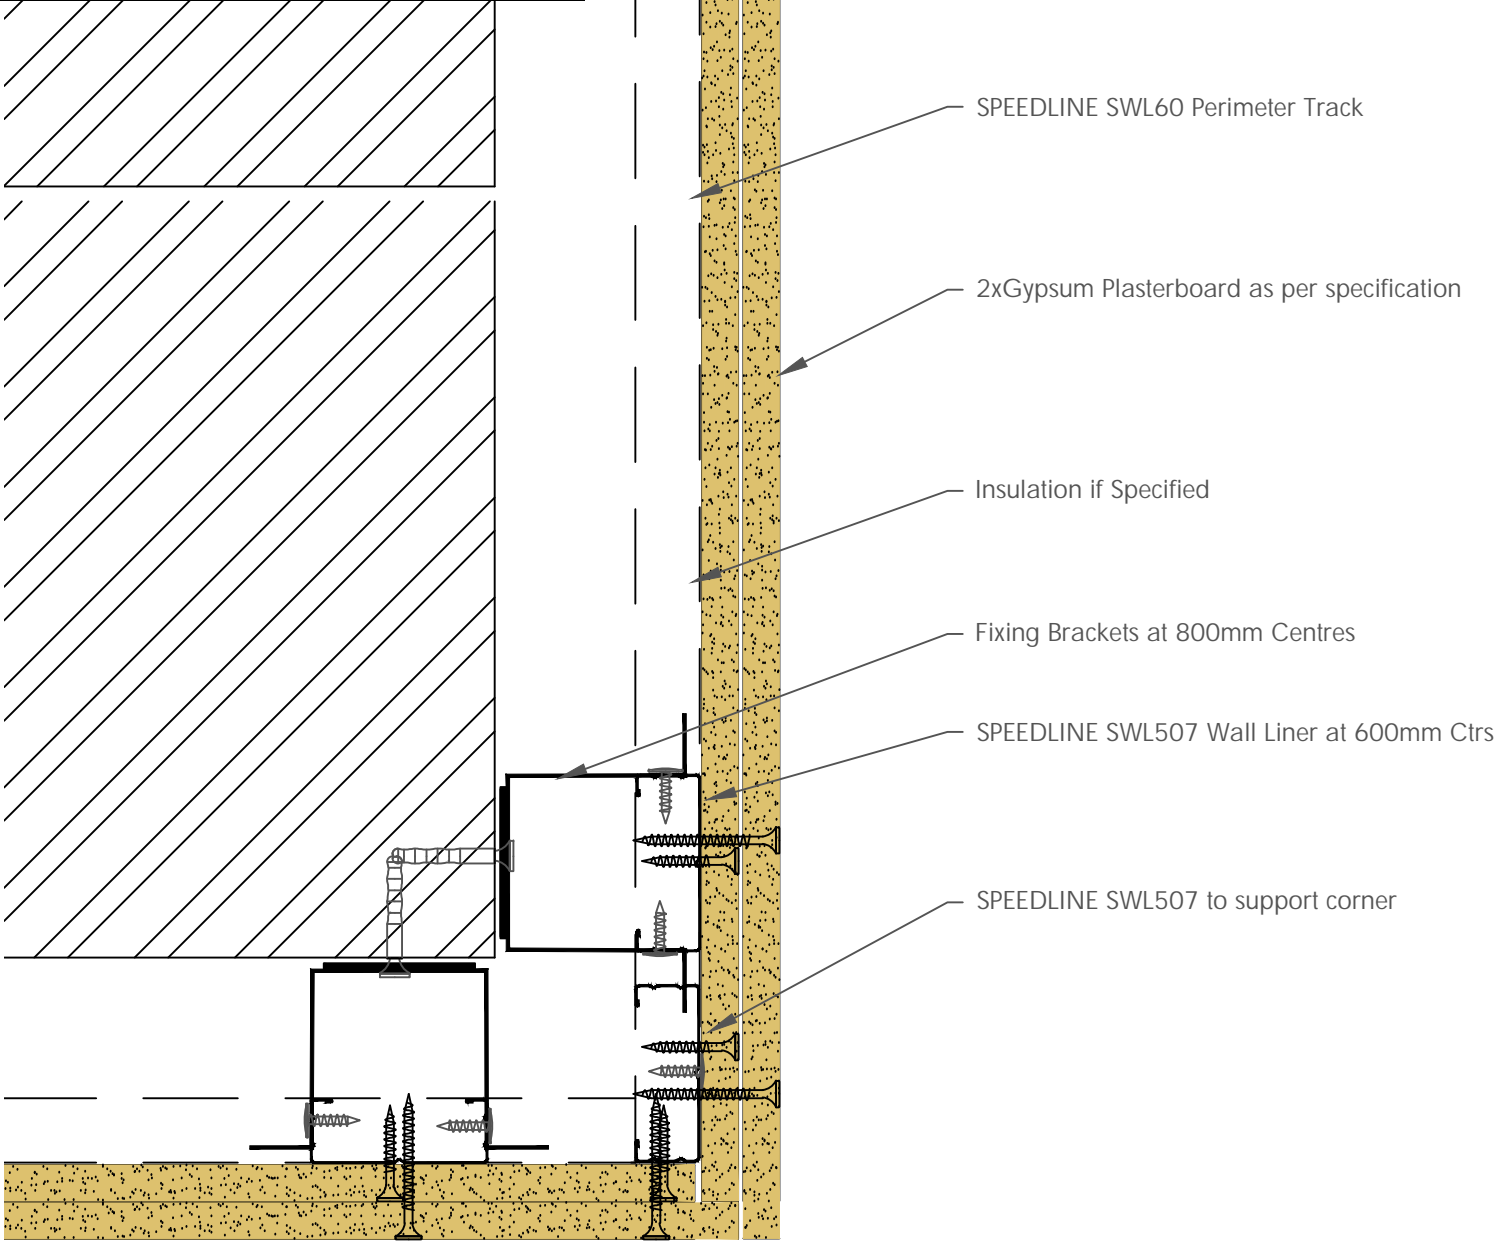 SPEEDLINE SWL60 Perimeter Track
2xGypsum Plasterboard as per specification
Insulation if Specified
Fixing Brackets at 800mm Centres
SPEEDLINE SWL507 Wall Liner at 600mm Ctrs
SPEEDLINE SWL507 to support corner